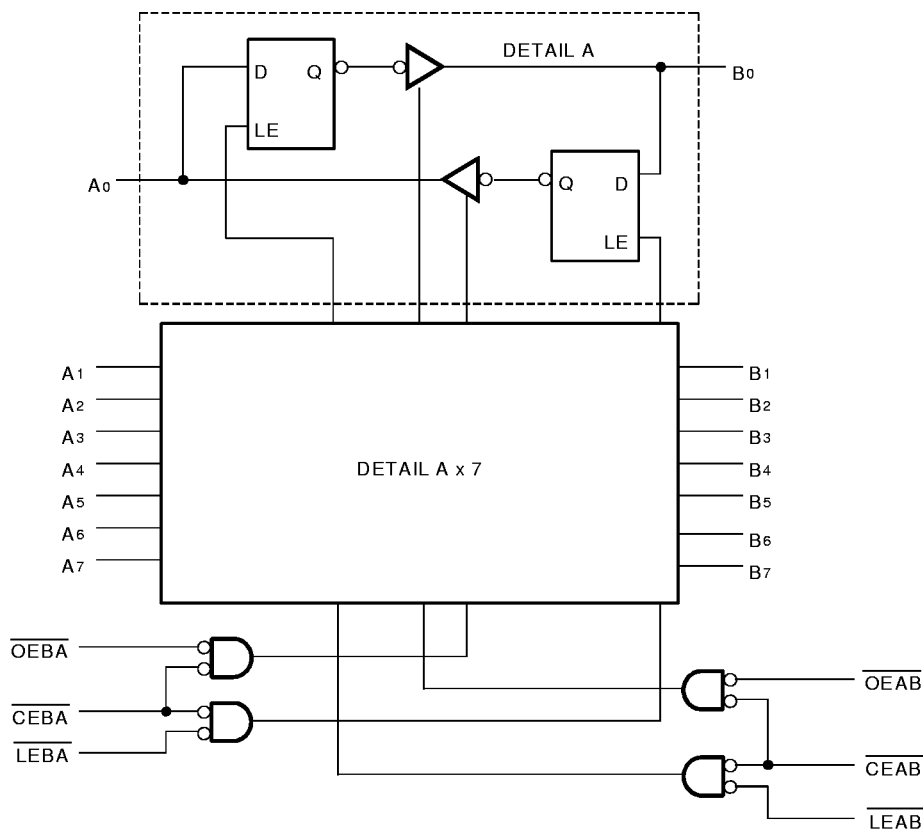 DETAIL A
D Q
B0
LE
A0
Q D
LE
A1
A2
A3
A4
A5
A6
A7
DETAIL A x 7
B1
B2
B3
B4
B5
B6
B7
OEBA
CEBA
LEBA
OEAB
CEAB
LEAB